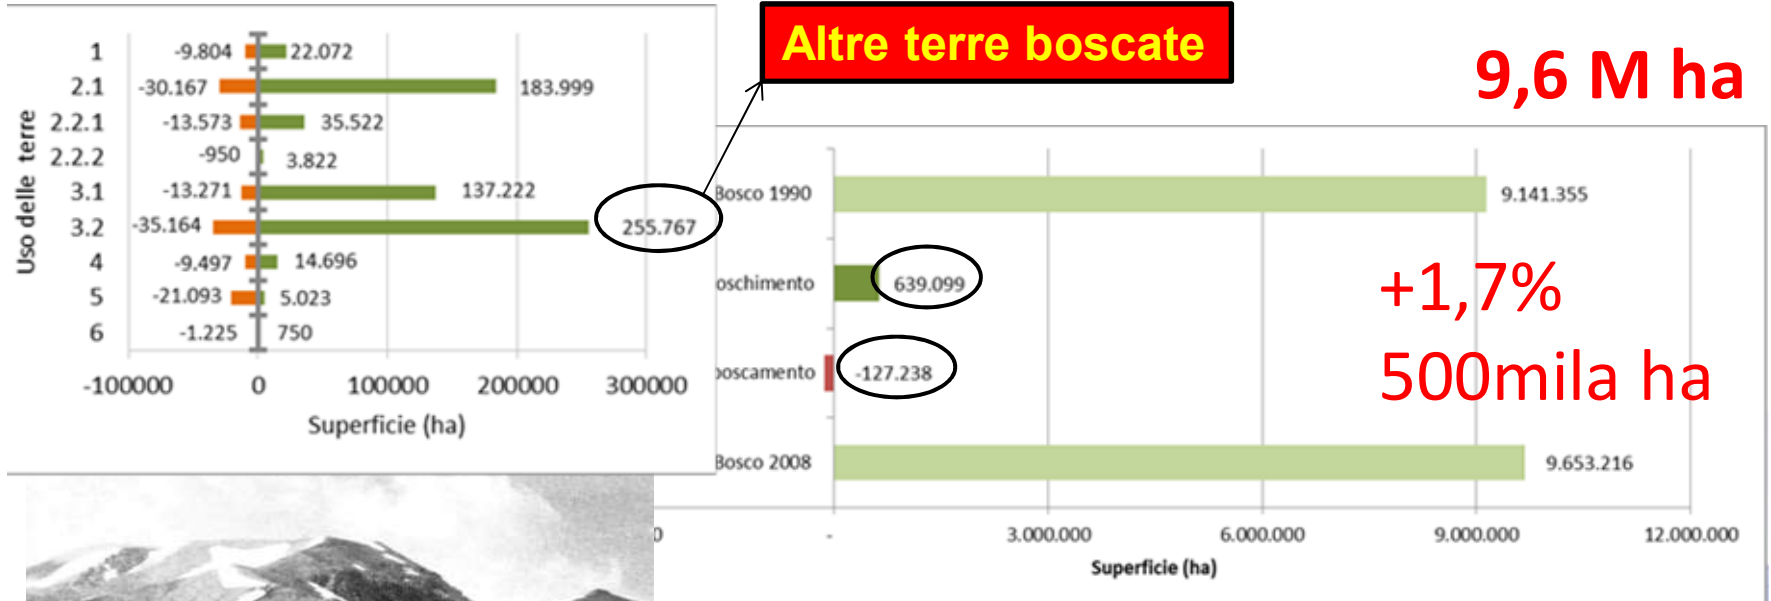 Altre terre boscate
9,6 M ha
Uso delle terre
1 -9.804 22.072
2.1 -30.167 183.999
2.2.1 -13.573 35.522
2.2.2 -950 3.822
3.1 -13.271 137.222
3.2 -35.164 255.767
4 -9.497 14.696
5 -21.093 5.023
6 -1.225 750
-100000 0 100000 200000 300000
Superficie (ha)
Bosco 1990 9.141.355
oschimento 639.099
+1,7%
boscamento -127.238
500mila ha
Bosco 2008 9.653.216
0 - 3.000.000 6.000.000 9.000.000 12.000.000
Superficie (ha)